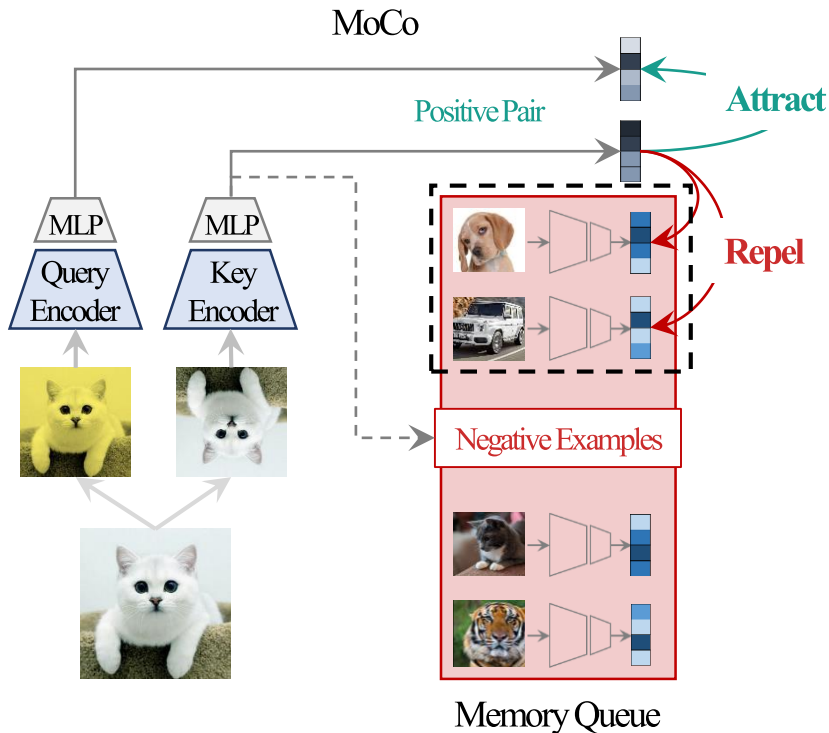 MoCo
Positive Pair
Attract
MLP
MLP
Query
Encoder
Key
Encoder
Repel
Negative Examples
Memory Queue